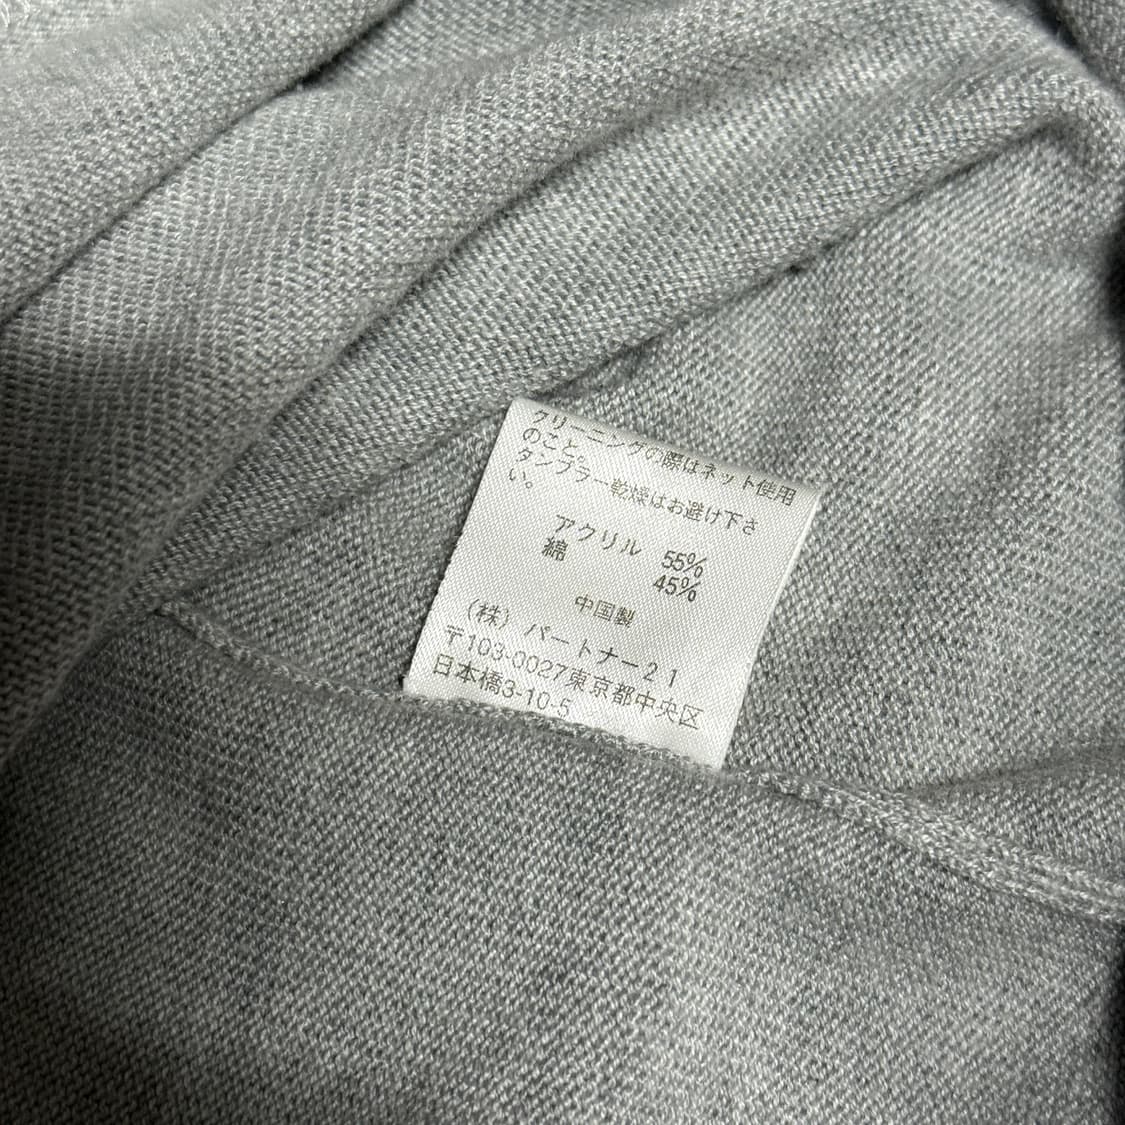 クリーニングの際はネット使用
のこと。
タンブラー乾燥はお避け下さ
い。
アクリル 55%
綿 45%
中国製
(株) パートナー21
〒103-0027東京都中央区
日本橋3-10-5